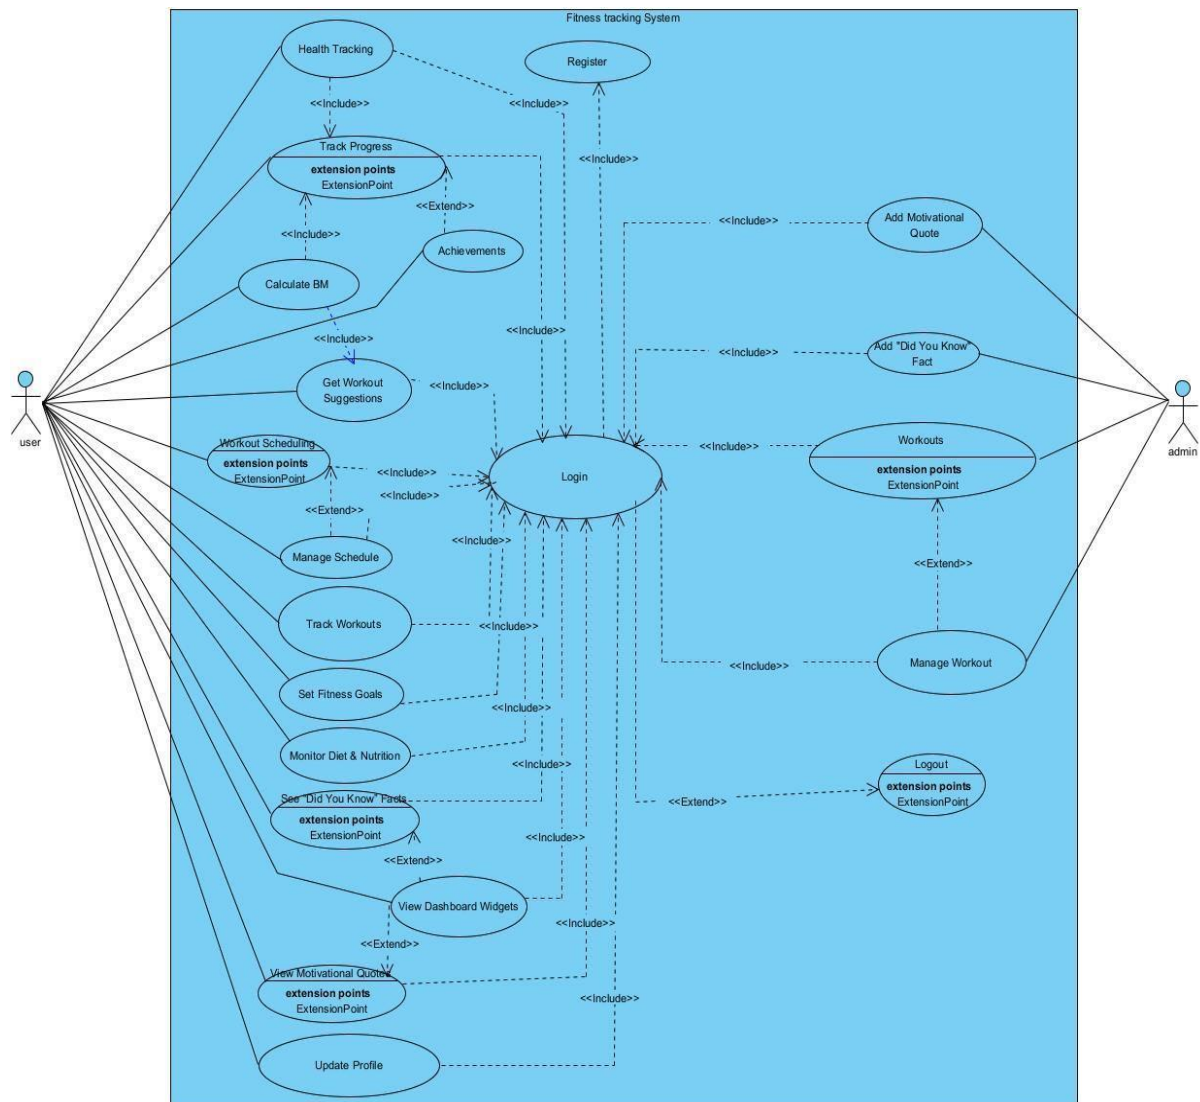 Fitness tracking System
Health Tracking
Register
<<Include>>
Track Progress
extension points
ExtensionPoint
<<Include>>
<<Extend>>
<<Include>>
Add Motivational
Quote
<<Include>>
Achievements
Calculate BM
<<Include>>
<<Include>>
Add "Did You Know"
Fact
<<Include>>
Get Workout
Suggestions
<<Include>>
user
Workout Scheduling
extension points
ExtensionPoint
<<Include>>
<<Include>>
<<Include>>
Workouts
extension points
ExtensionPoint
admin
Login
<<Extend>>
<<Include>>
Manage Schedule
<<Extend>>
Track Workouts
<<Include>>
Manage Workout
<<Include>>
Set Fitness Goals
<<Include>>
Monitor Diet & Nutrition
<<Include>>
Logout
extension points
ExtensionPoint
<<Extend>>
See "Did You Know" Facts
extension points
ExtensionPoint
<<Include>>
<<Extend>>
View Dashboard Widgets
<<Include>>
<<Extend>>
View Motivational Quotes
extension points
ExtensionPoint
<<Include>>
Update Profile